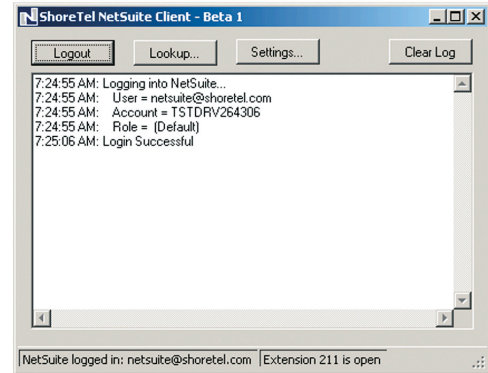 ShoreTel NetSuite Client - Beta 1
Logout Lookup... Settings... Clear Log
7:24:55 AM: Logging into NetSuite...
7:24:55 AM: User = netsuite@shoretel.com
7:24:55 AM: Account = TSTDRV264306
7:24:55 AM: Role = (Default)
7:25:06 AM: Login Successful
NetSuite logged in: netsuite@shoretel.com Extension 211 is open